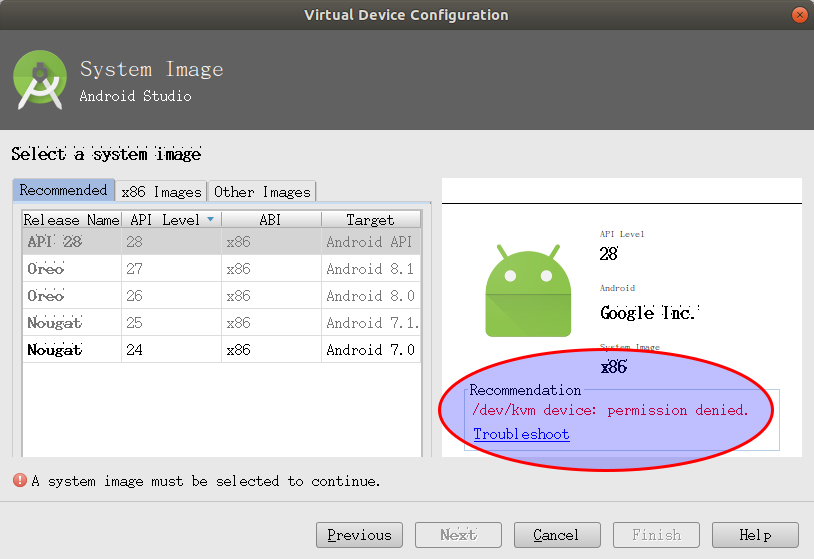 Virtual Device Configuration
System Image
Android Studio
Select a system image
Recommended x86 Images Other Images
Release Name API Level ABI Target
API 28 28 x86 Android API
Oreo 27 x86 Android 8.1
Oreo 26 x86 Android 8.0
Nougat 25 x86 Android 7.1.
Nougat 24 x86 Android 7.0
API Level
28
Android
Google Inc.
System Image
x86
Recommendation
/dev/kvm device: permission denied.
Troubleshoot
A system image must be selected to continue.
Previous Next Cancel Finish Help